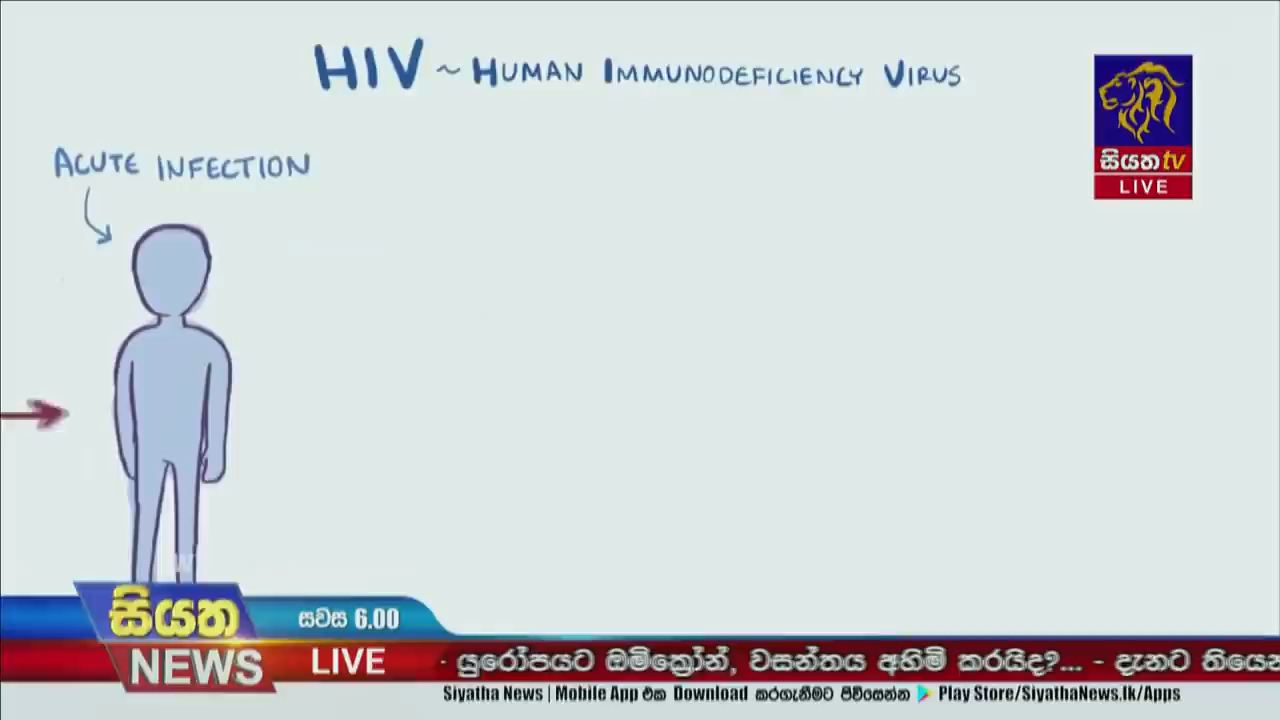 HIV ~ HUMAN IMMUNODEFICIENCY VIRUS
සියත tv
LIVE
ACUTE INFECTION
සියත
NEWS
සවස 6.00
LIVE
- යුරෝපයට ඔමික්‍රෝන්, වසන්තය අහිමි කරයිද?... - දැනට තියෙන
Siyatha News | Mobile App එක Download කරගැනීමට පිවිසෙන්න Play Store/SiyathaNews.lk/Apps